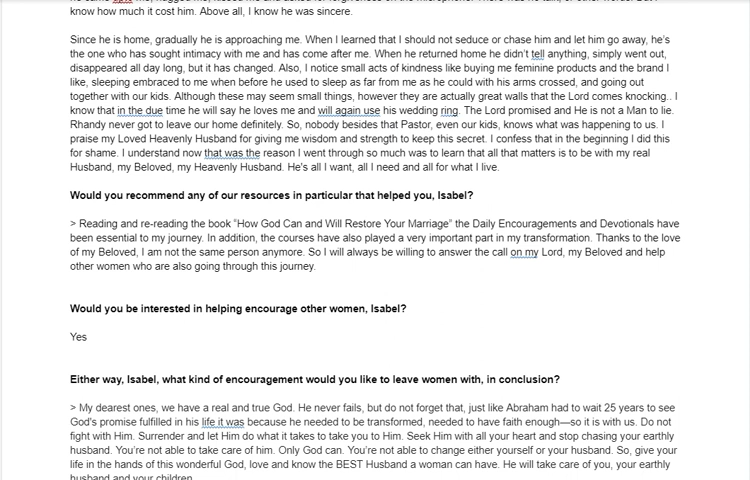 know how much it cost him. Above all, I know he was sincere.
Since he is home, gradually he is approaching me. When I learned that I should not seduce or chase him and let him go away, he's
the one who has sought intimacy with me and has come after me. When he returned home he didn't tell anything, simply went out,
disappeared all day long, but it has changed. Also, I notice small acts of kindness like buying me feminine products and the brand I
like, sleeping embraced to me when before he used to sleep as far from me as he could with his arms crossed, and going out
together with our kids. Although these may seem small things, however they are actually great walls that the Lord comes knocking.. I
know that in the due time he will say he loves me and will again use his wedding ring. The Lord promised and He is not a Man to lie.
Rhandy never got to leave our home definitely. So, nobody besides that Pastor, even our kids, knows what was happening to us. I
praise my Loved Heavenly Husband for giving me wisdom and strength to keep this secret. I confess that in the beginning I did this
for shame. I understand now that was the reason I went through so much was to learn that all that matters is to be with my real
Husband, my Beloved, my Heavenly Husband. He's all I want, all I need and all for what I live.
Would you recommend any of our resources in particular that helped you, Isabel?
> Reading and re-reading the book "How God Can and Will Restore Your Marriage" the Daily Encouragements and Devotionals have
been essential to my journey. In addition, the courses have also played a very important part in my transformation. Thanks to the love
of my Beloved, I am not the same person anymore. So I will always be willing to answer the call on my Lord, my Beloved and help
other women who are also going through this journey.
Would you be interested in helping encourage other women, Isabel?
Yes
Either way, Isabel, what kind of encouragement would you like to leave women with, in conclusion?
> My dearest ones, we have a real and true God. He never fails, but do not forget that, just like Abraham had to wait 25 years to see
God's promise fulfilled in his life it was because he needed to be transformed, needed to have faith enough—so it is with us. Do not
fight with Him. Surrender and let Him do what it takes to take you to Him. Seek Him with all your heart and stop chasing your earthly
husband. You're not able to take care of him. Only God can. You're not able to change either yourself or your husband. So, give your
life in the hands of this wonderful God, love and know the BEST Husband a woman can have. He will take care of you, your earthly
husband and your children.